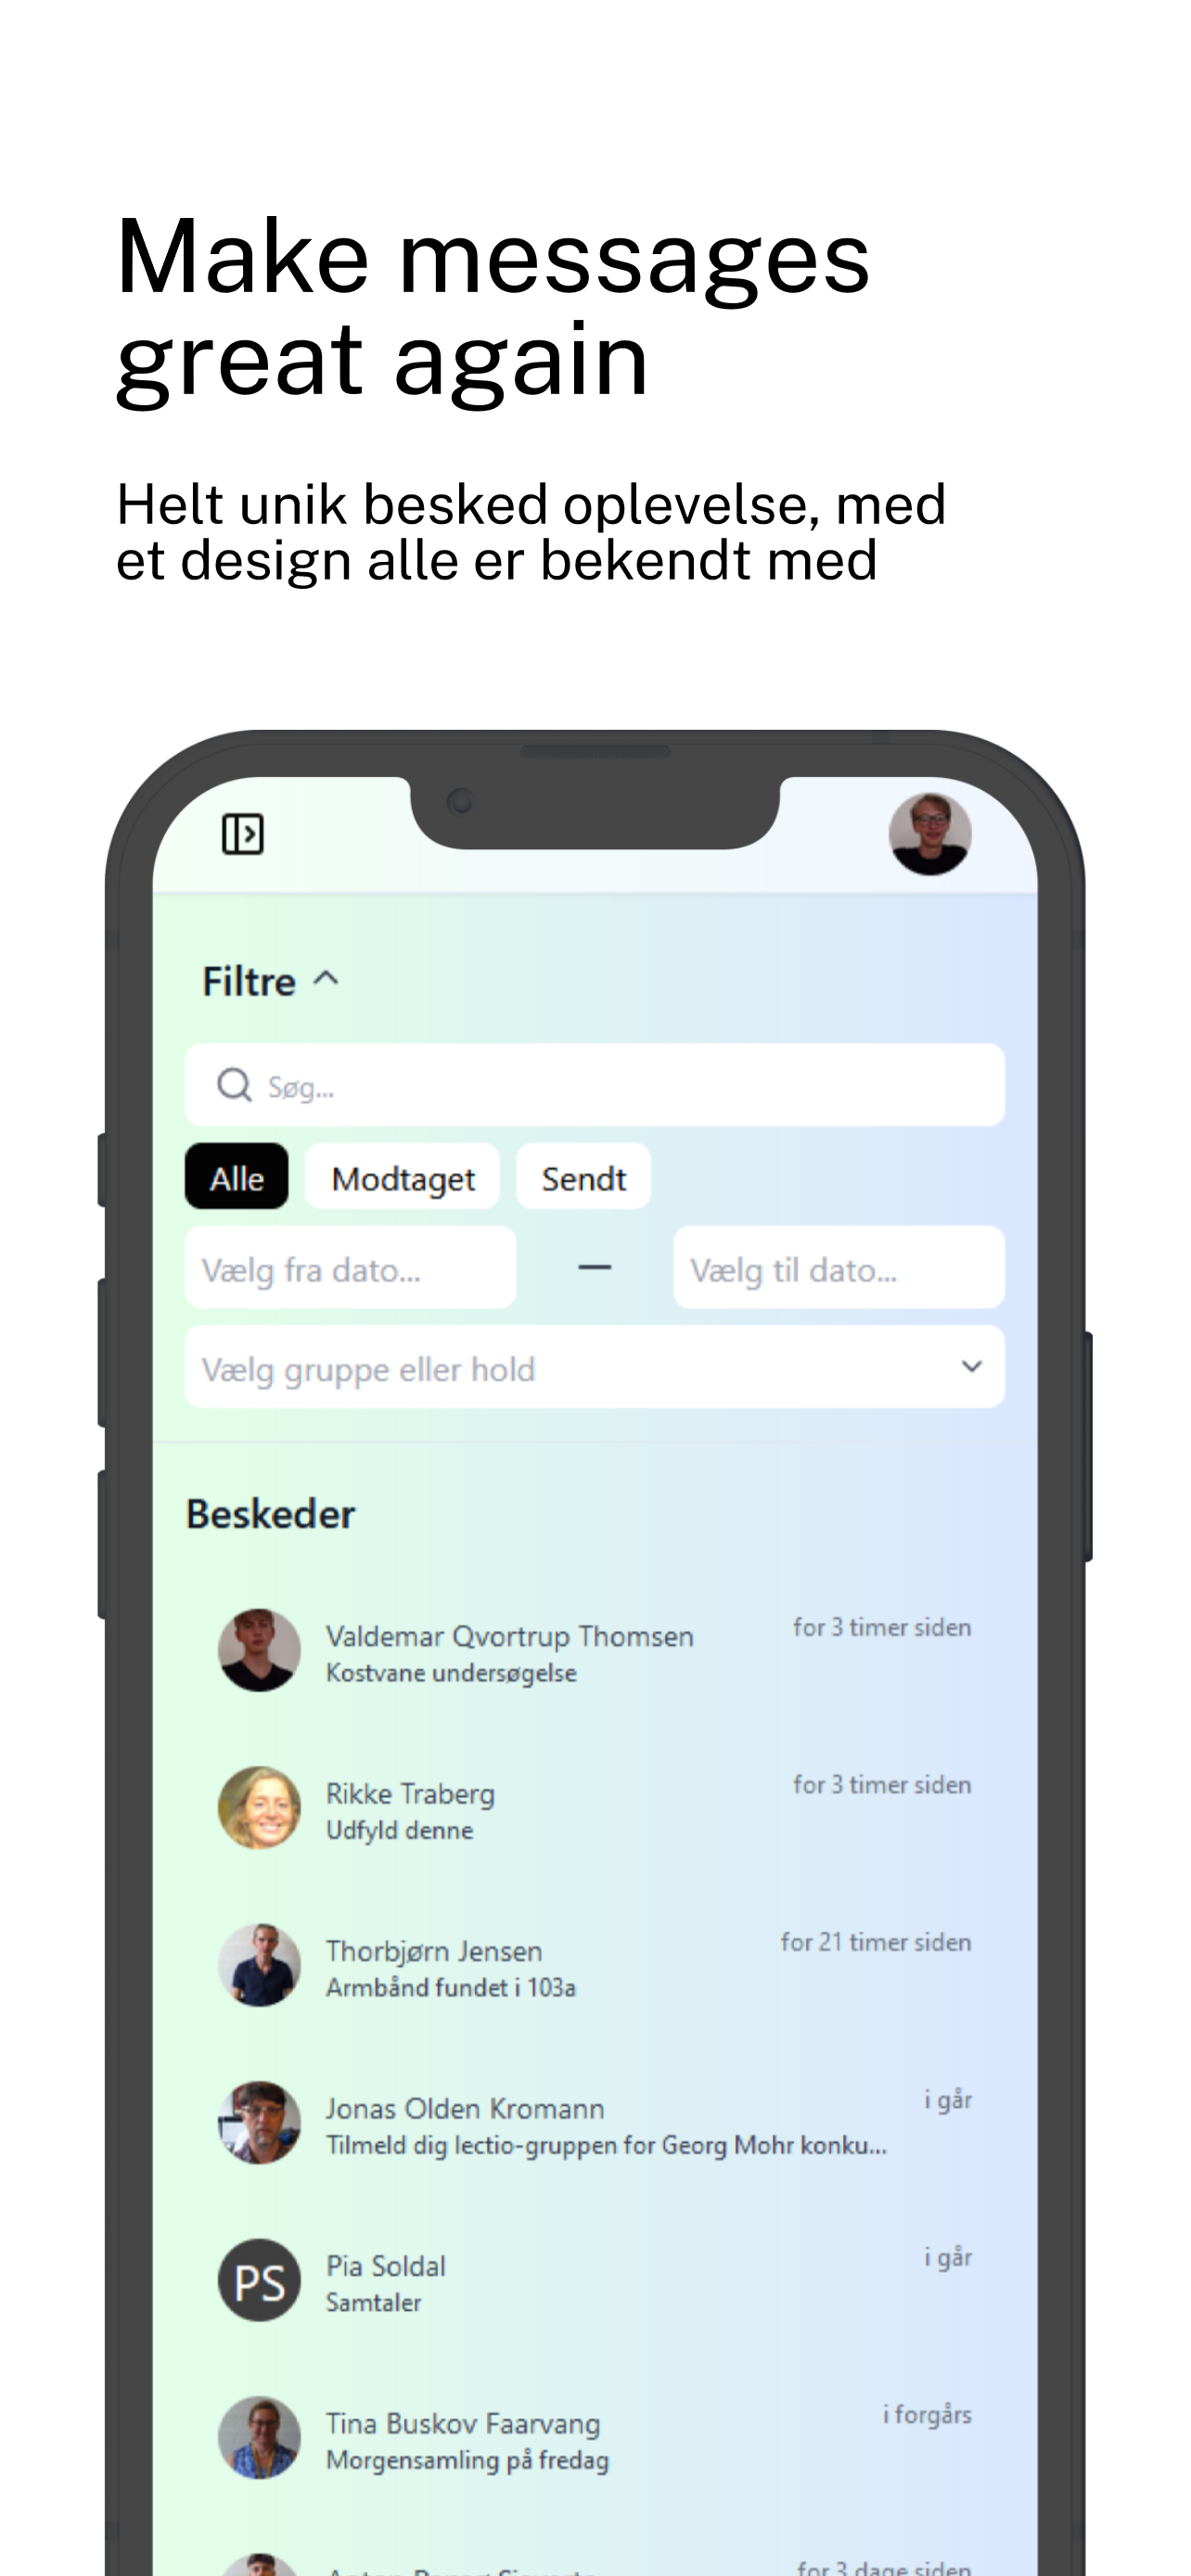 Make messages
great again
Helt unik besked oplevelse, med
et design alle er bekendt med
Filtre
Søg...
Alle Modtaget Sendt
Vælg fra dato... — Vælg til dato...
Vælg gruppe eller hold
Beskeder
Valdemar Qvortrup Thomsen for 3 timer siden
Kostvane undersøgelse
Rikke Traberg for 3 timer siden
Udfyld denne
Thorbjørn Jensen for 21 timer siden
Armbånd fundet i 103a
Jonas Olden Kromann i går
Tilmeld dig lectio-gruppen for Georg Mohr konku...
PS Pia Soldal i går
Samtaler
Tina Buskov Faarvang i forgårs
Morgensamling på fredag
for 3 dage siden